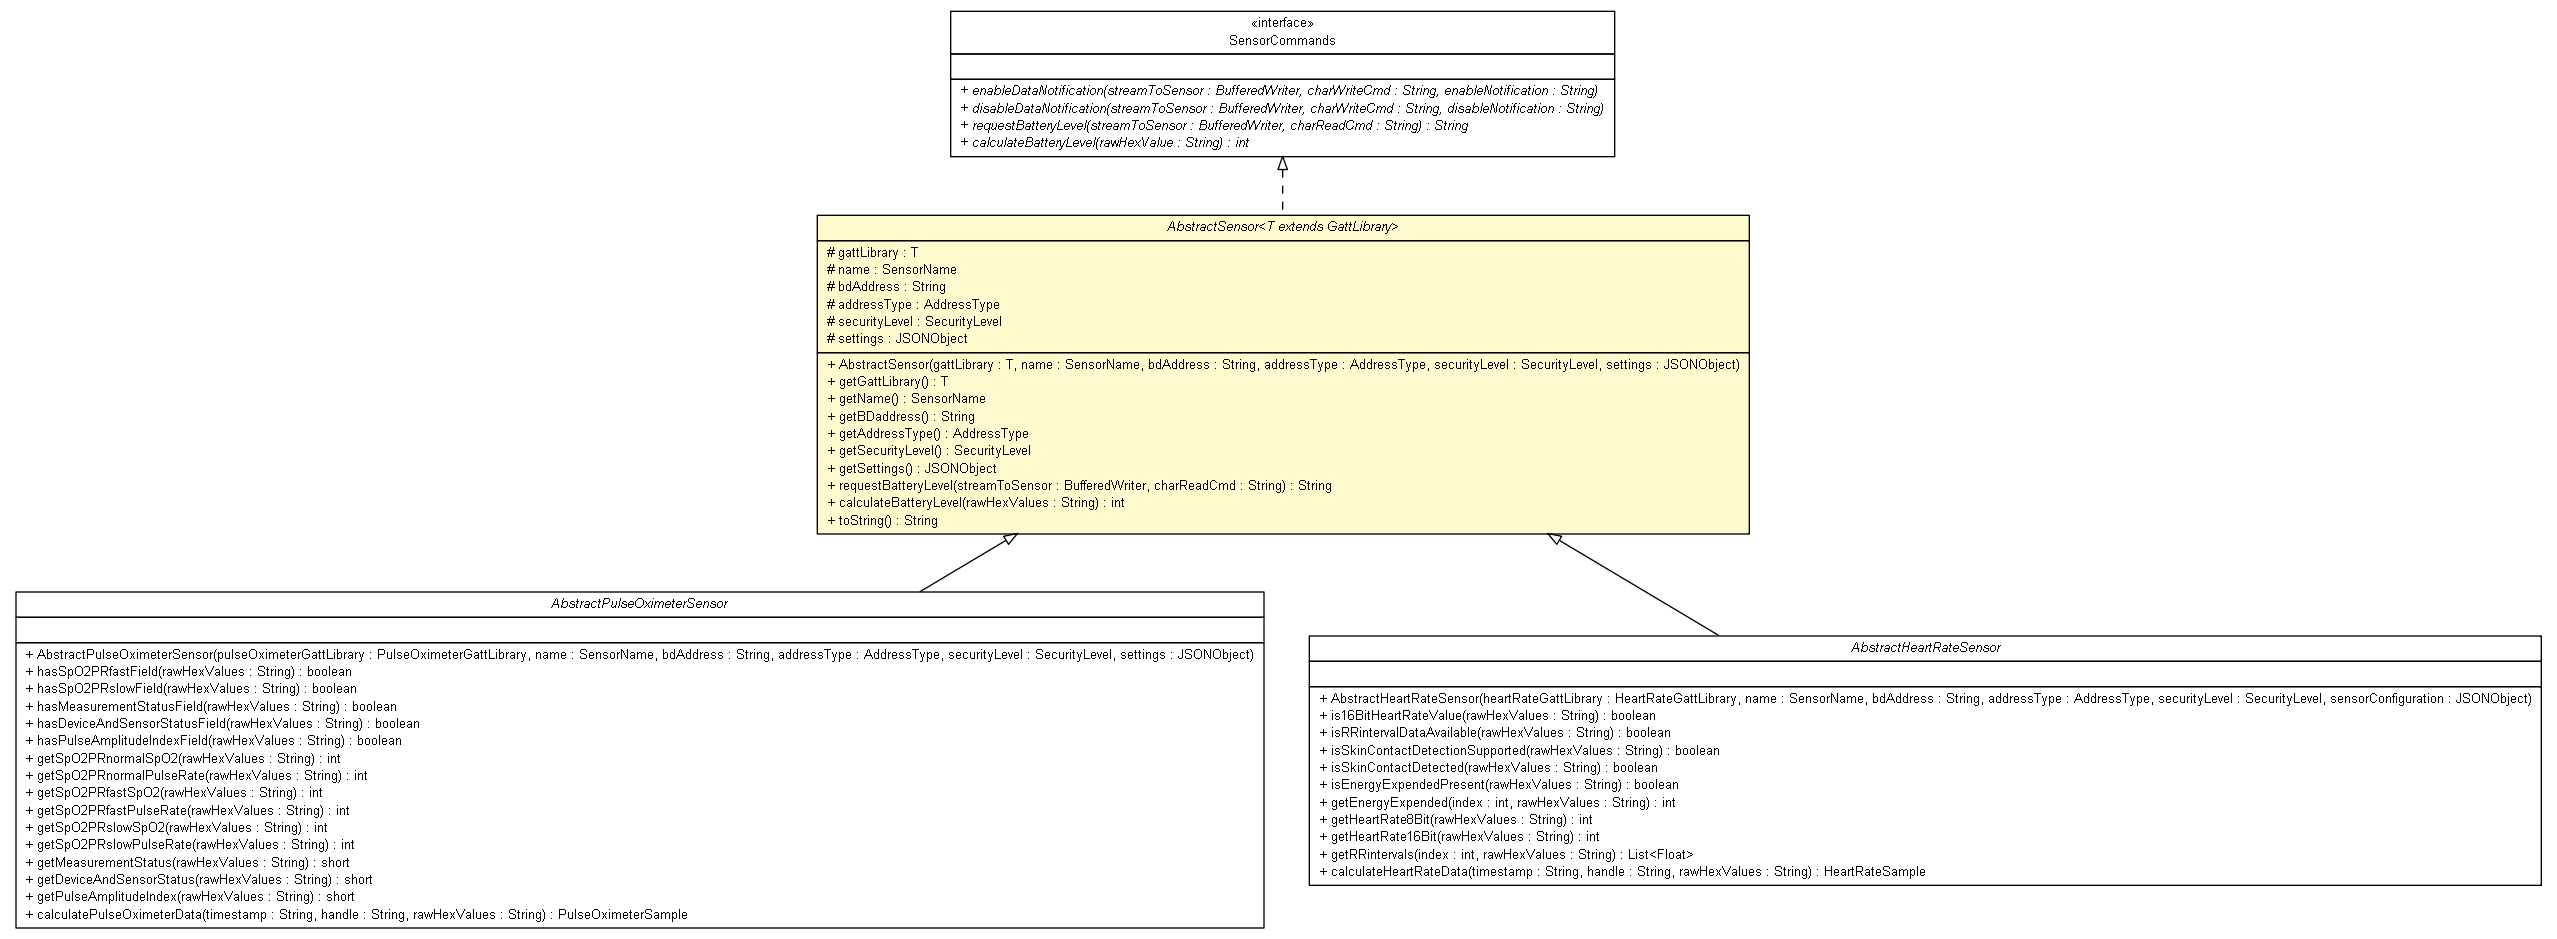 «interface»
SensorCommands
+ enableDataNotification(streamToSensor : BufferedWriter, charWriteCmd : String, enableNotification : String)
+ disableDataNotification(streamToSensor : BufferedWriter, charWriteCmd : String, disableNotification : String)
+ requestBatteryLevel(streamToSensor : BufferedWriter, charReadCmd : String) : String
+ calculateBatteryLevel(rawHexValue : String) : int
AbstractSensor<T extends GattLibrary>
# gattLibrary : T
# name : SensorName
# bdAddress : String
# addressType : AddressType
# securityLevel : SecurityLevel
# settings : JSONObject
+ AbstractSensor(gattLibrary : T, name : SensorName, bdAddress : String, addressType : AddressType, securityLevel : SecurityLevel, settings : JSONObject)
+ getGattLibrary() : T
+ getName() : SensorName
+ getBDaddress() : String
+ getAddressType() : AddressType
+ getSecurityLevel() : SecurityLevel
+ getSettings() : JSONObject
+ requestBatteryLevel(streamToSensor : BufferedWriter, charReadCmd : String) : String
+ calculateBatteryLevel(rawHexValues : String) : int
+ toString() : String
AbstractPulseOximeterSensor
+ AbstractPulseOximeterSensor(pulseOximeterGattLibrary : PulseOximeterGattLibrary, name : SensorName, bdAddress : String, addressType : AddressType, securityLevel : SecurityLevel, settings : JSONObject)
+ hasSpO2PRfastField(rawHexValues : String) : boolean
+ hasSpO2PRslowField(rawHexValues : String) : boolean
+ hasMeasurementStatusField(rawHexValues : String) : boolean
+ hasDeviceAndSensorStatusField(rawHexValues : String) : boolean
+ hasPulseAmplitudeIndexField(rawHexValues : String) : boolean
+ getSpO2PRnormalSpO2(rawHexValues : String) : int
+ getSpO2PRnormalPulseRate(rawHexValues : String) : int
+ getSpO2PRfastSpO2(rawHexValues : String) : int
+ getSpO2PRfastPulseRate(rawHexValues : String) : int
+ getSpO2PRslowSpO2(rawHexValues : String) : int
+ getSpO2PRslowPulseRate(rawHexValues : String) : int
+ getMeasurementStatus(rawHexValues : String) : short
+ getDeviceAndSensorStatus(rawHexValues : String) : short
+ getPulseAmplitudeIndex(rawHexValues : String) : short
+ calculatePulseOximeterData(timestamp : String, handle : String, rawHexValues : String) : PulseOximeterSample
AbstractHeartRateSensor
+ AbstractHeartRateSensor(heartRateGattLibrary : HeartRateGattLibrary, name : SensorName, bdAddress : String, addressType : AddressType, securityLevel : SecurityLevel, sensorConfiguration : JSONObject)
+ is16BitHeartRateValue(rawHexValues : String) : boolean
+ isRRintervalDataAvailable(rawHexValues : String) : boolean
+ isSkinContactDetectionSupported(rawHexValues : String) : boolean
+ isSkinContactDetected(rawHexValues : String) : boolean
+ isEnergyExpendedPresent(rawHexValues : String) : boolean
+ getEnergyExpended(index : int, rawHexValues : String) : int
+ getHeartRate8Bit(rawHexValues : String) : int
+ getHeartRate16Bit(rawHexValues : String) : int
+ getRRintervals(index : int, rawHexValues : String) : List<Float>
+ calculateHeartRateData(timestamp : String, handle : String, rawHexValues : String) : HeartRateSample